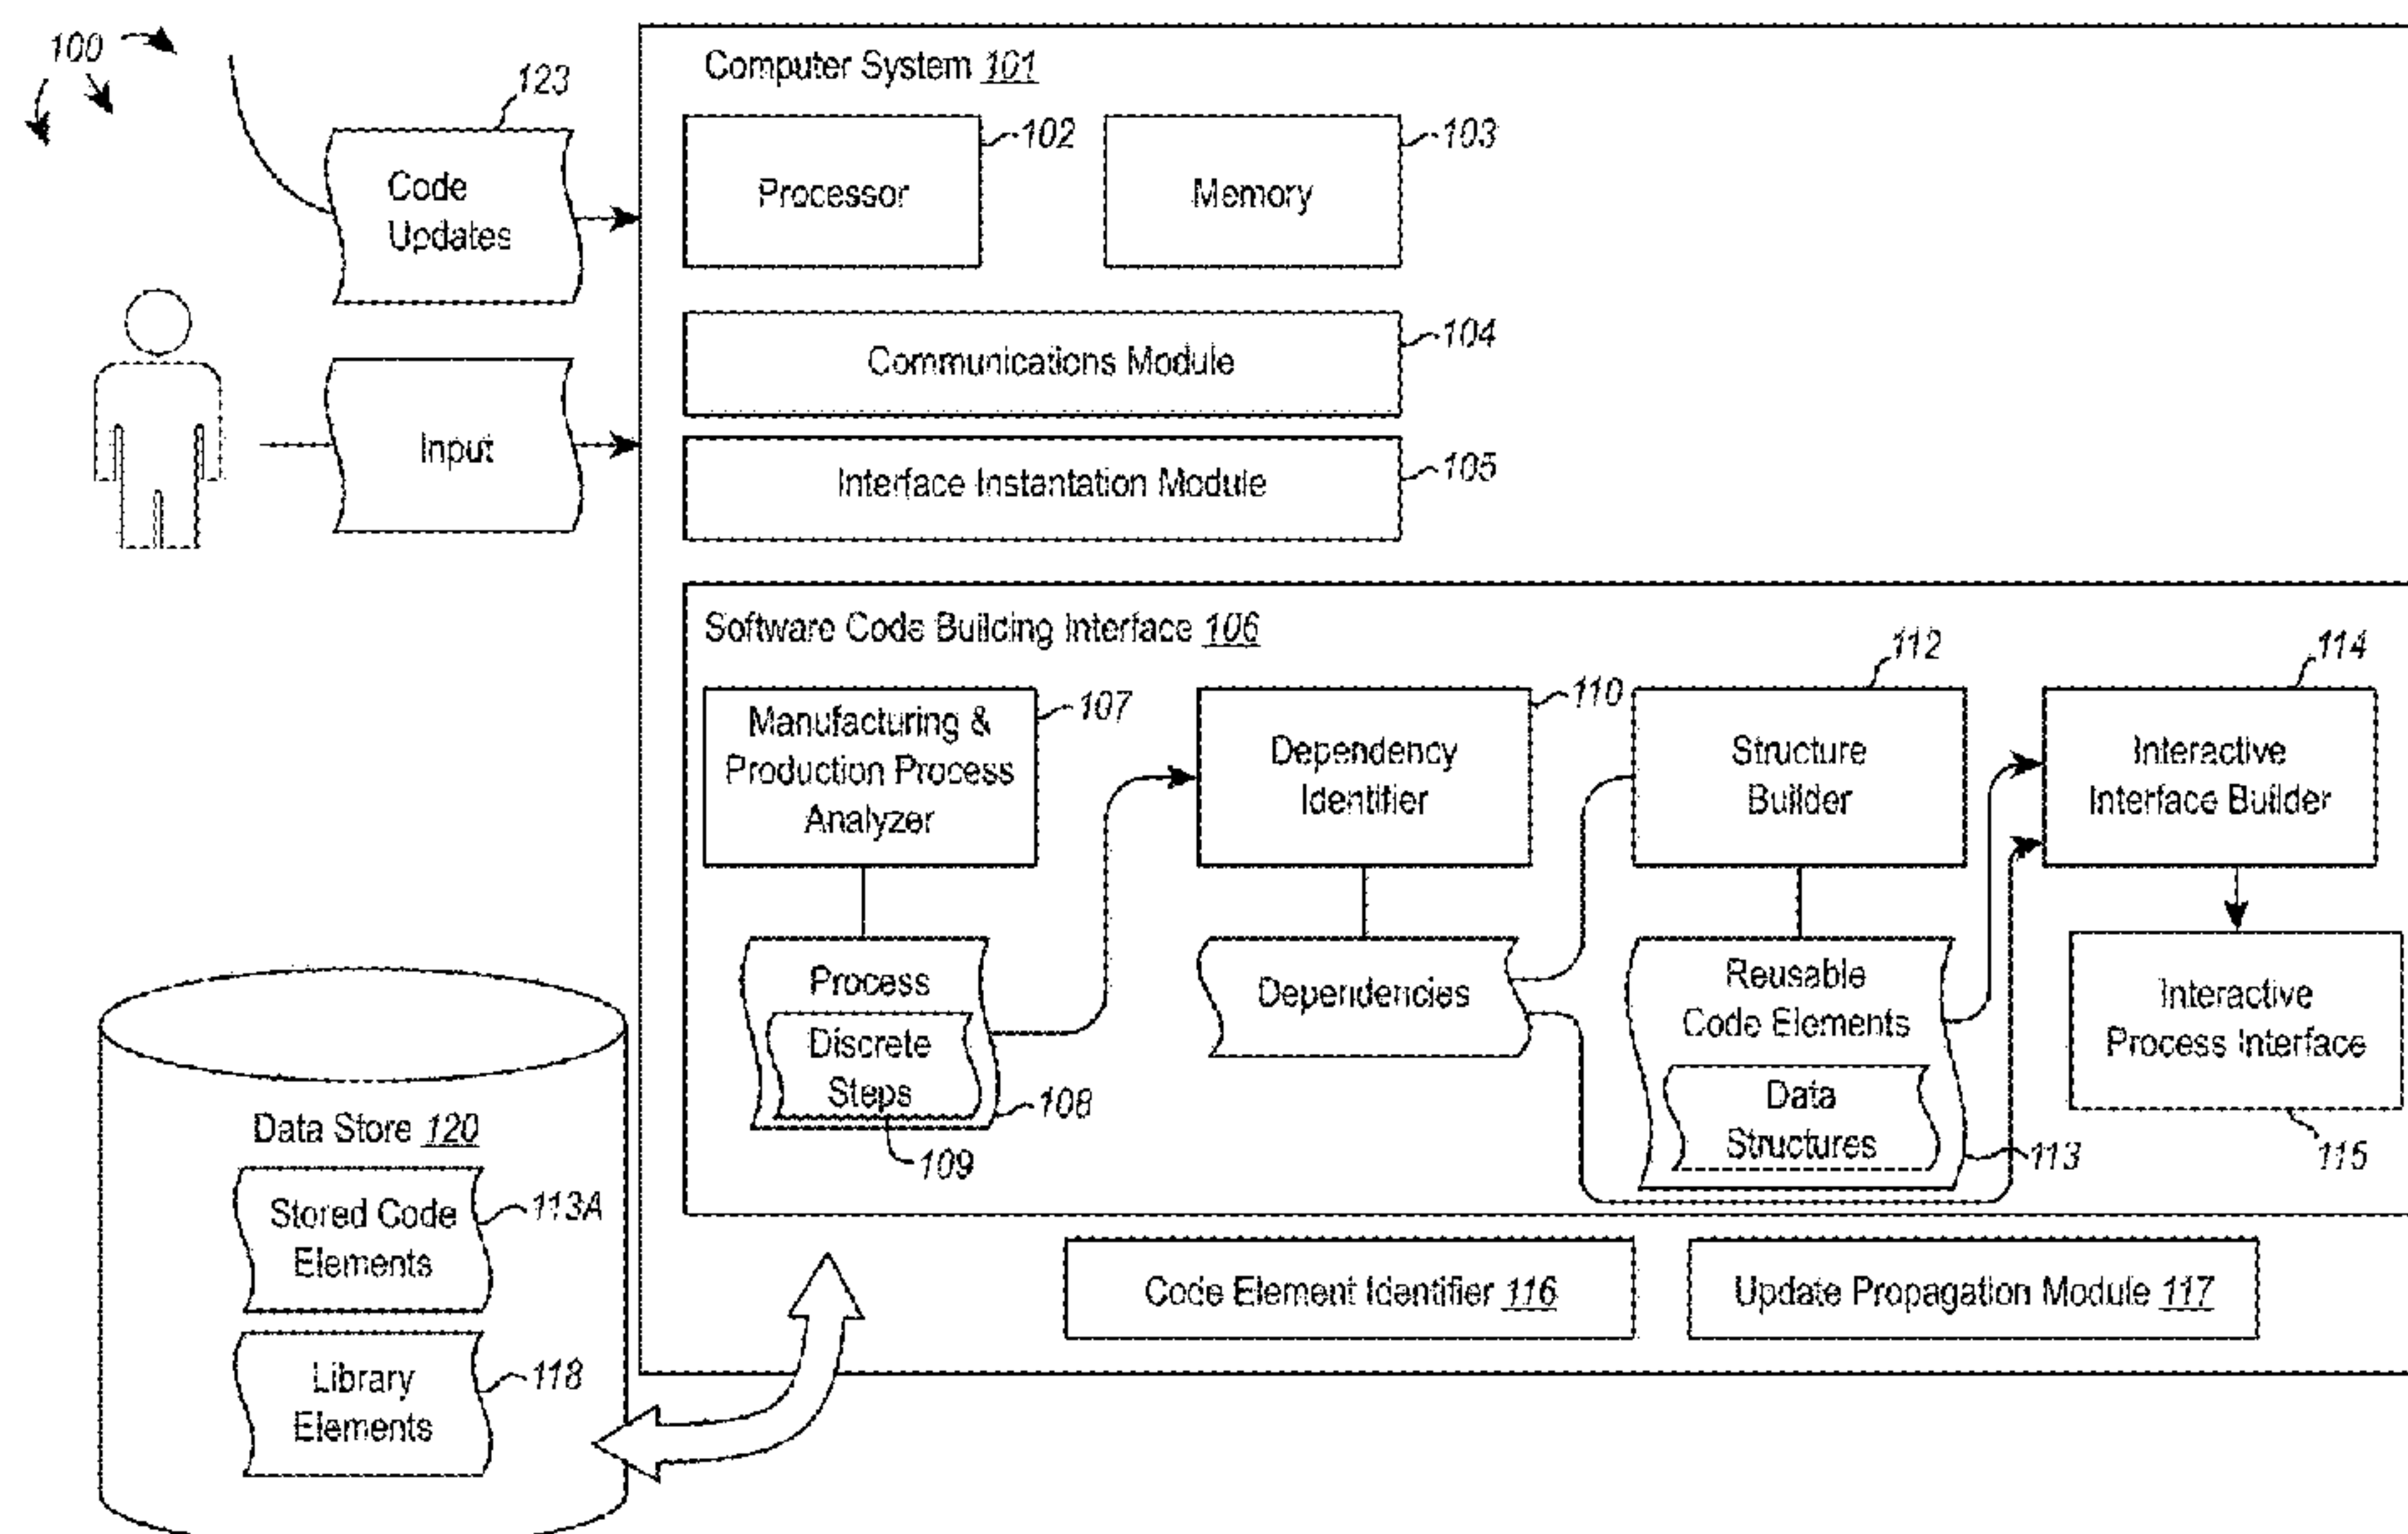 100
123
Code
Updates
Input
Computer System 101
Processor
102
Memory
103
Communications Module
104
Interface Instantation Module
105
Software Code Building Interface 106
Manufacturing &
Production Process
Analyzer
107
Dependency
Identifier
110
Structure
Builder
112
Interactive
Interface Builder
114
Process
Discrete
Steps
108
109
Dependencies
Reusable
Code Elements
Data
Structures
113
Interactive
Process Interface
115
Code Element Identifier 116
Update Propagation Module 117
Data Store 120
Stored Code
Elements
113A
Library
Elements
118